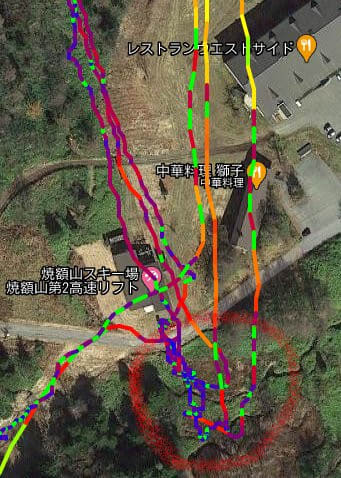 レストランウエストサイド
中華料理 獅子
中華料理
焼額山スキー場
焼額山第2高速リフト